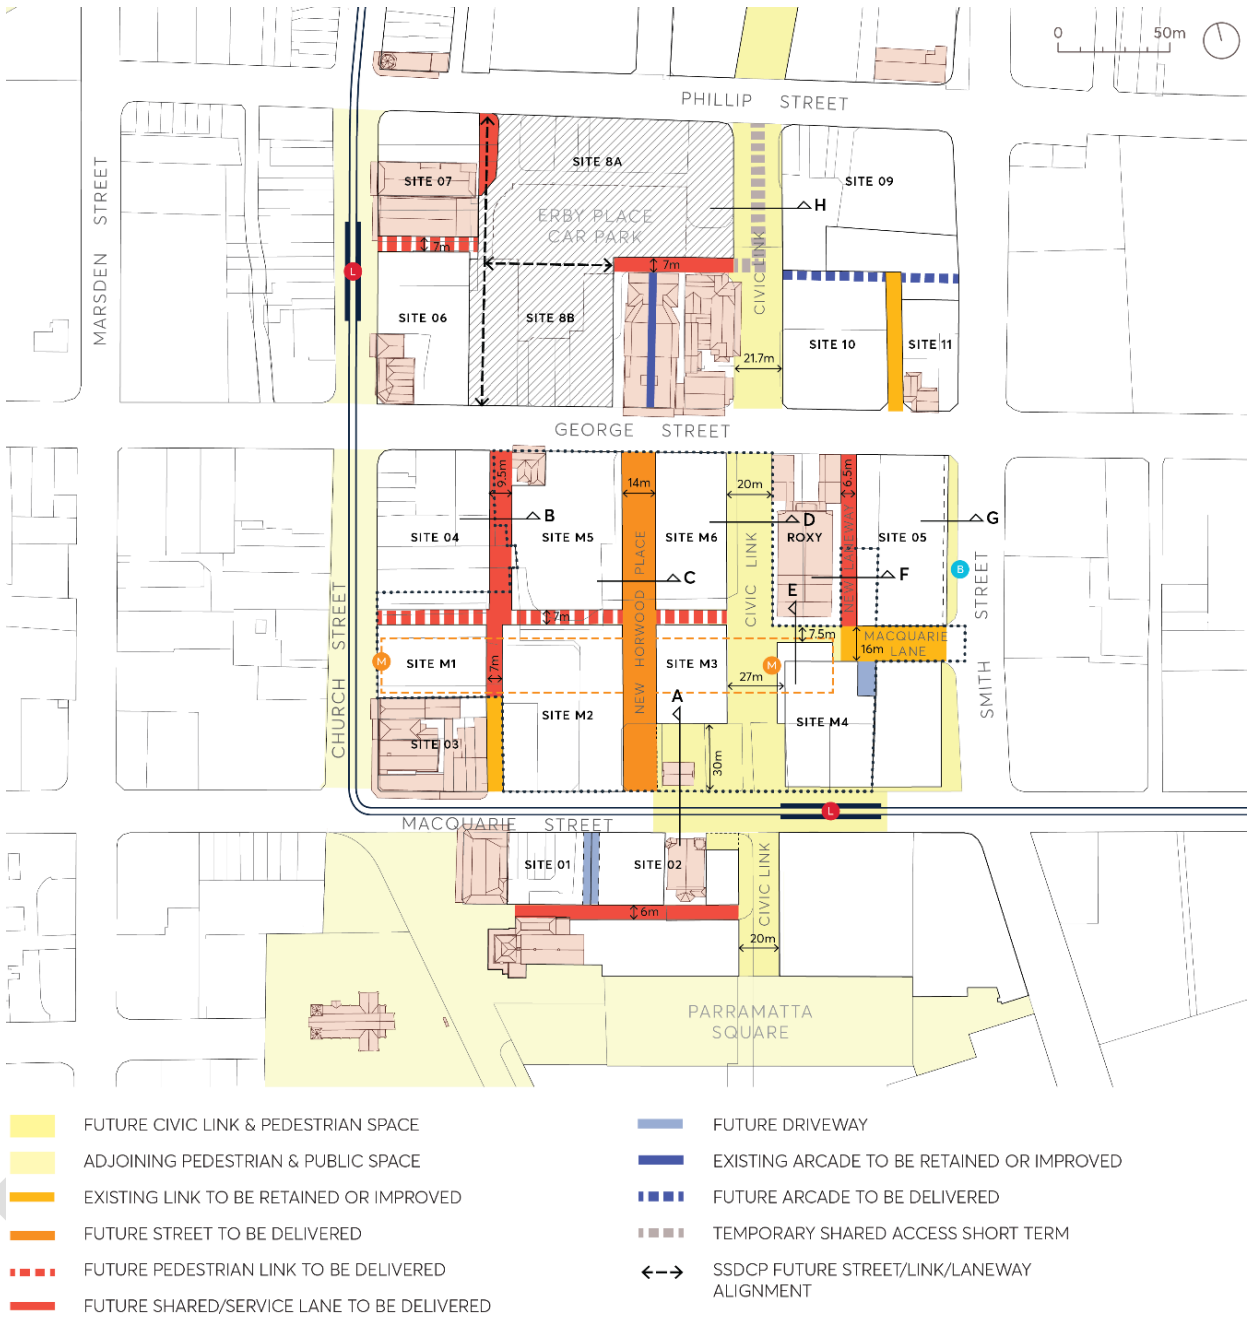 0 50m
PHILLIP STREET
MARSDEN STREET
SITE 8A
SITE 07
SITE 09
H
ERBY PLACE
CAR PARK
7m
7m
L
CIVIC LINK
SITE 06
SITE 8B
SITE 10
SITE 11
21.7m
GEORGE STREET
9.5m
14m
20m
6.5m
B
D
G
SITE 04
SITE M5
SITE M6
ROXY
SITE 05
NEW LANEWAY
C
F
B
E
NEW HORWOOD PLACE
CIVIC LINK
SMITH STREET
CHURCH STREET
7m
7.5m
MACQUARIE
LANE
16m
M
SITE M1
7m
SITE M3
M
27m
A
SITE M2
SITE M4
SITE 03
30m
L
MACQUARIE STREET
SITE 01
SITE 02
CIVIC LINK
6m
20m
PARRAMATTA
SQUARE
FUTURE CIVIC LINK & PEDESTRIAN SPACE
ADJOINING PEDESTRIAN & PUBLIC SPACE
EXISTING LINK TO BE RETAINED OR IMPROVED
FUTURE STREET TO BE DELIVERED
FUTURE PEDESTRIAN LINK TO BE DELIVERED
FUTURE SHARED/SERVICE LANE TO BE DELIVERED
FUTURE DRIVEWAY
EXISTING ARCADE TO BE RETAINED OR IMPROVED
FUTURE ARCADE TO BE DELIVERED
TEMPORARY SHARED ACCESS SHORT TERM
SSDCP FUTURE STREET/LINK/LANEWAY
ALIGNMENT